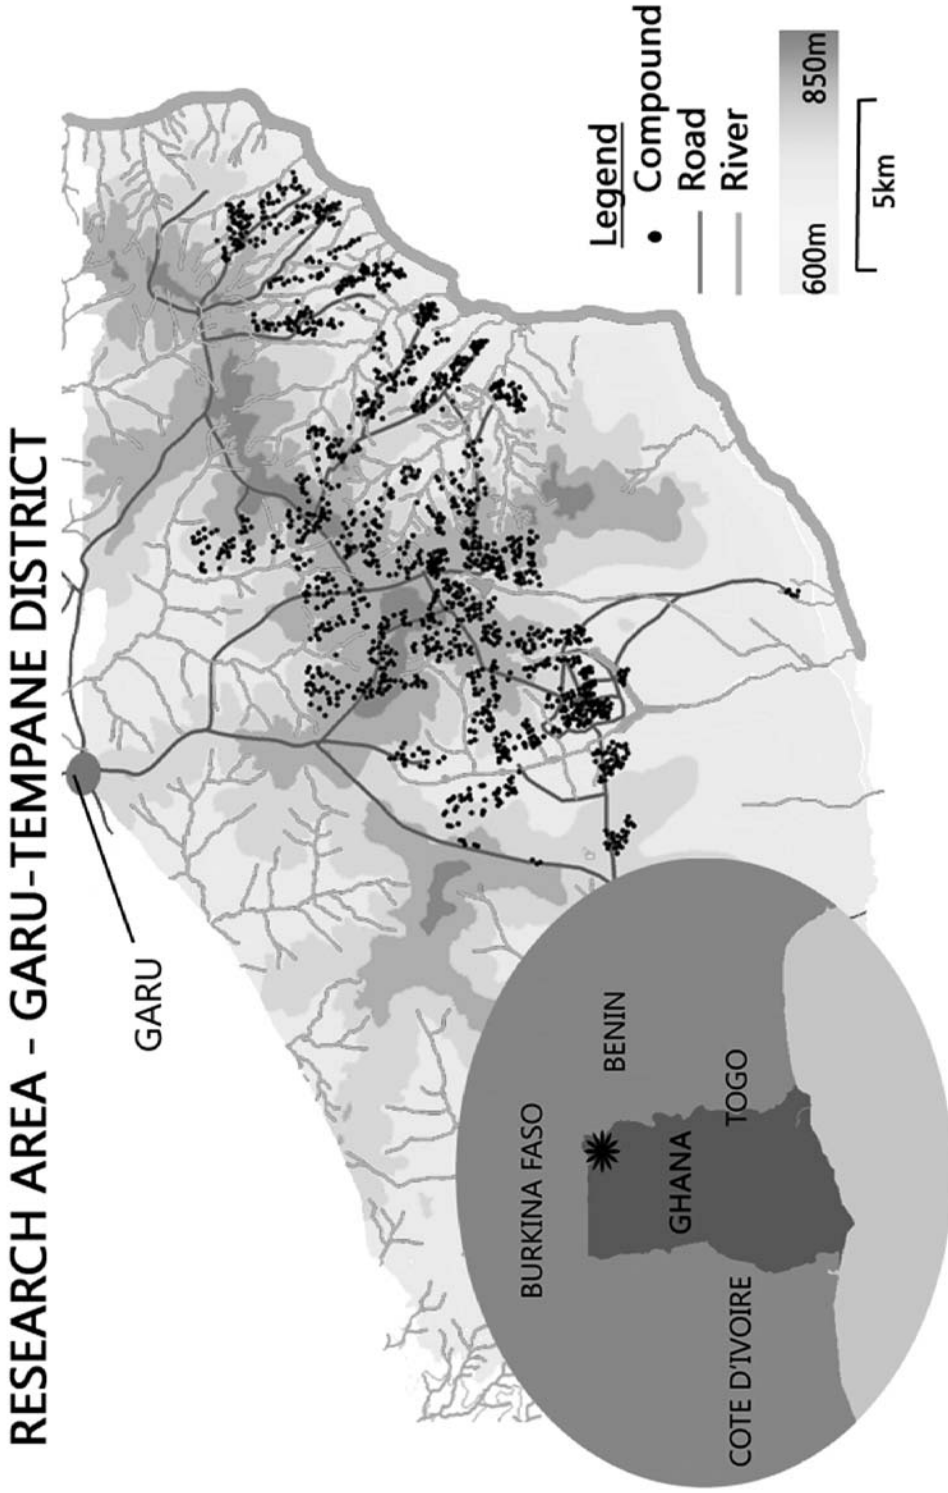 RESEARCH AREA - GARU-TEMPANE DISTRICT
GARU
Legend
Compound
Road
River
600m
850m
5km
BURKINA FASO
BENIN
GHANA
TOGO
COTE D'IVOIRE